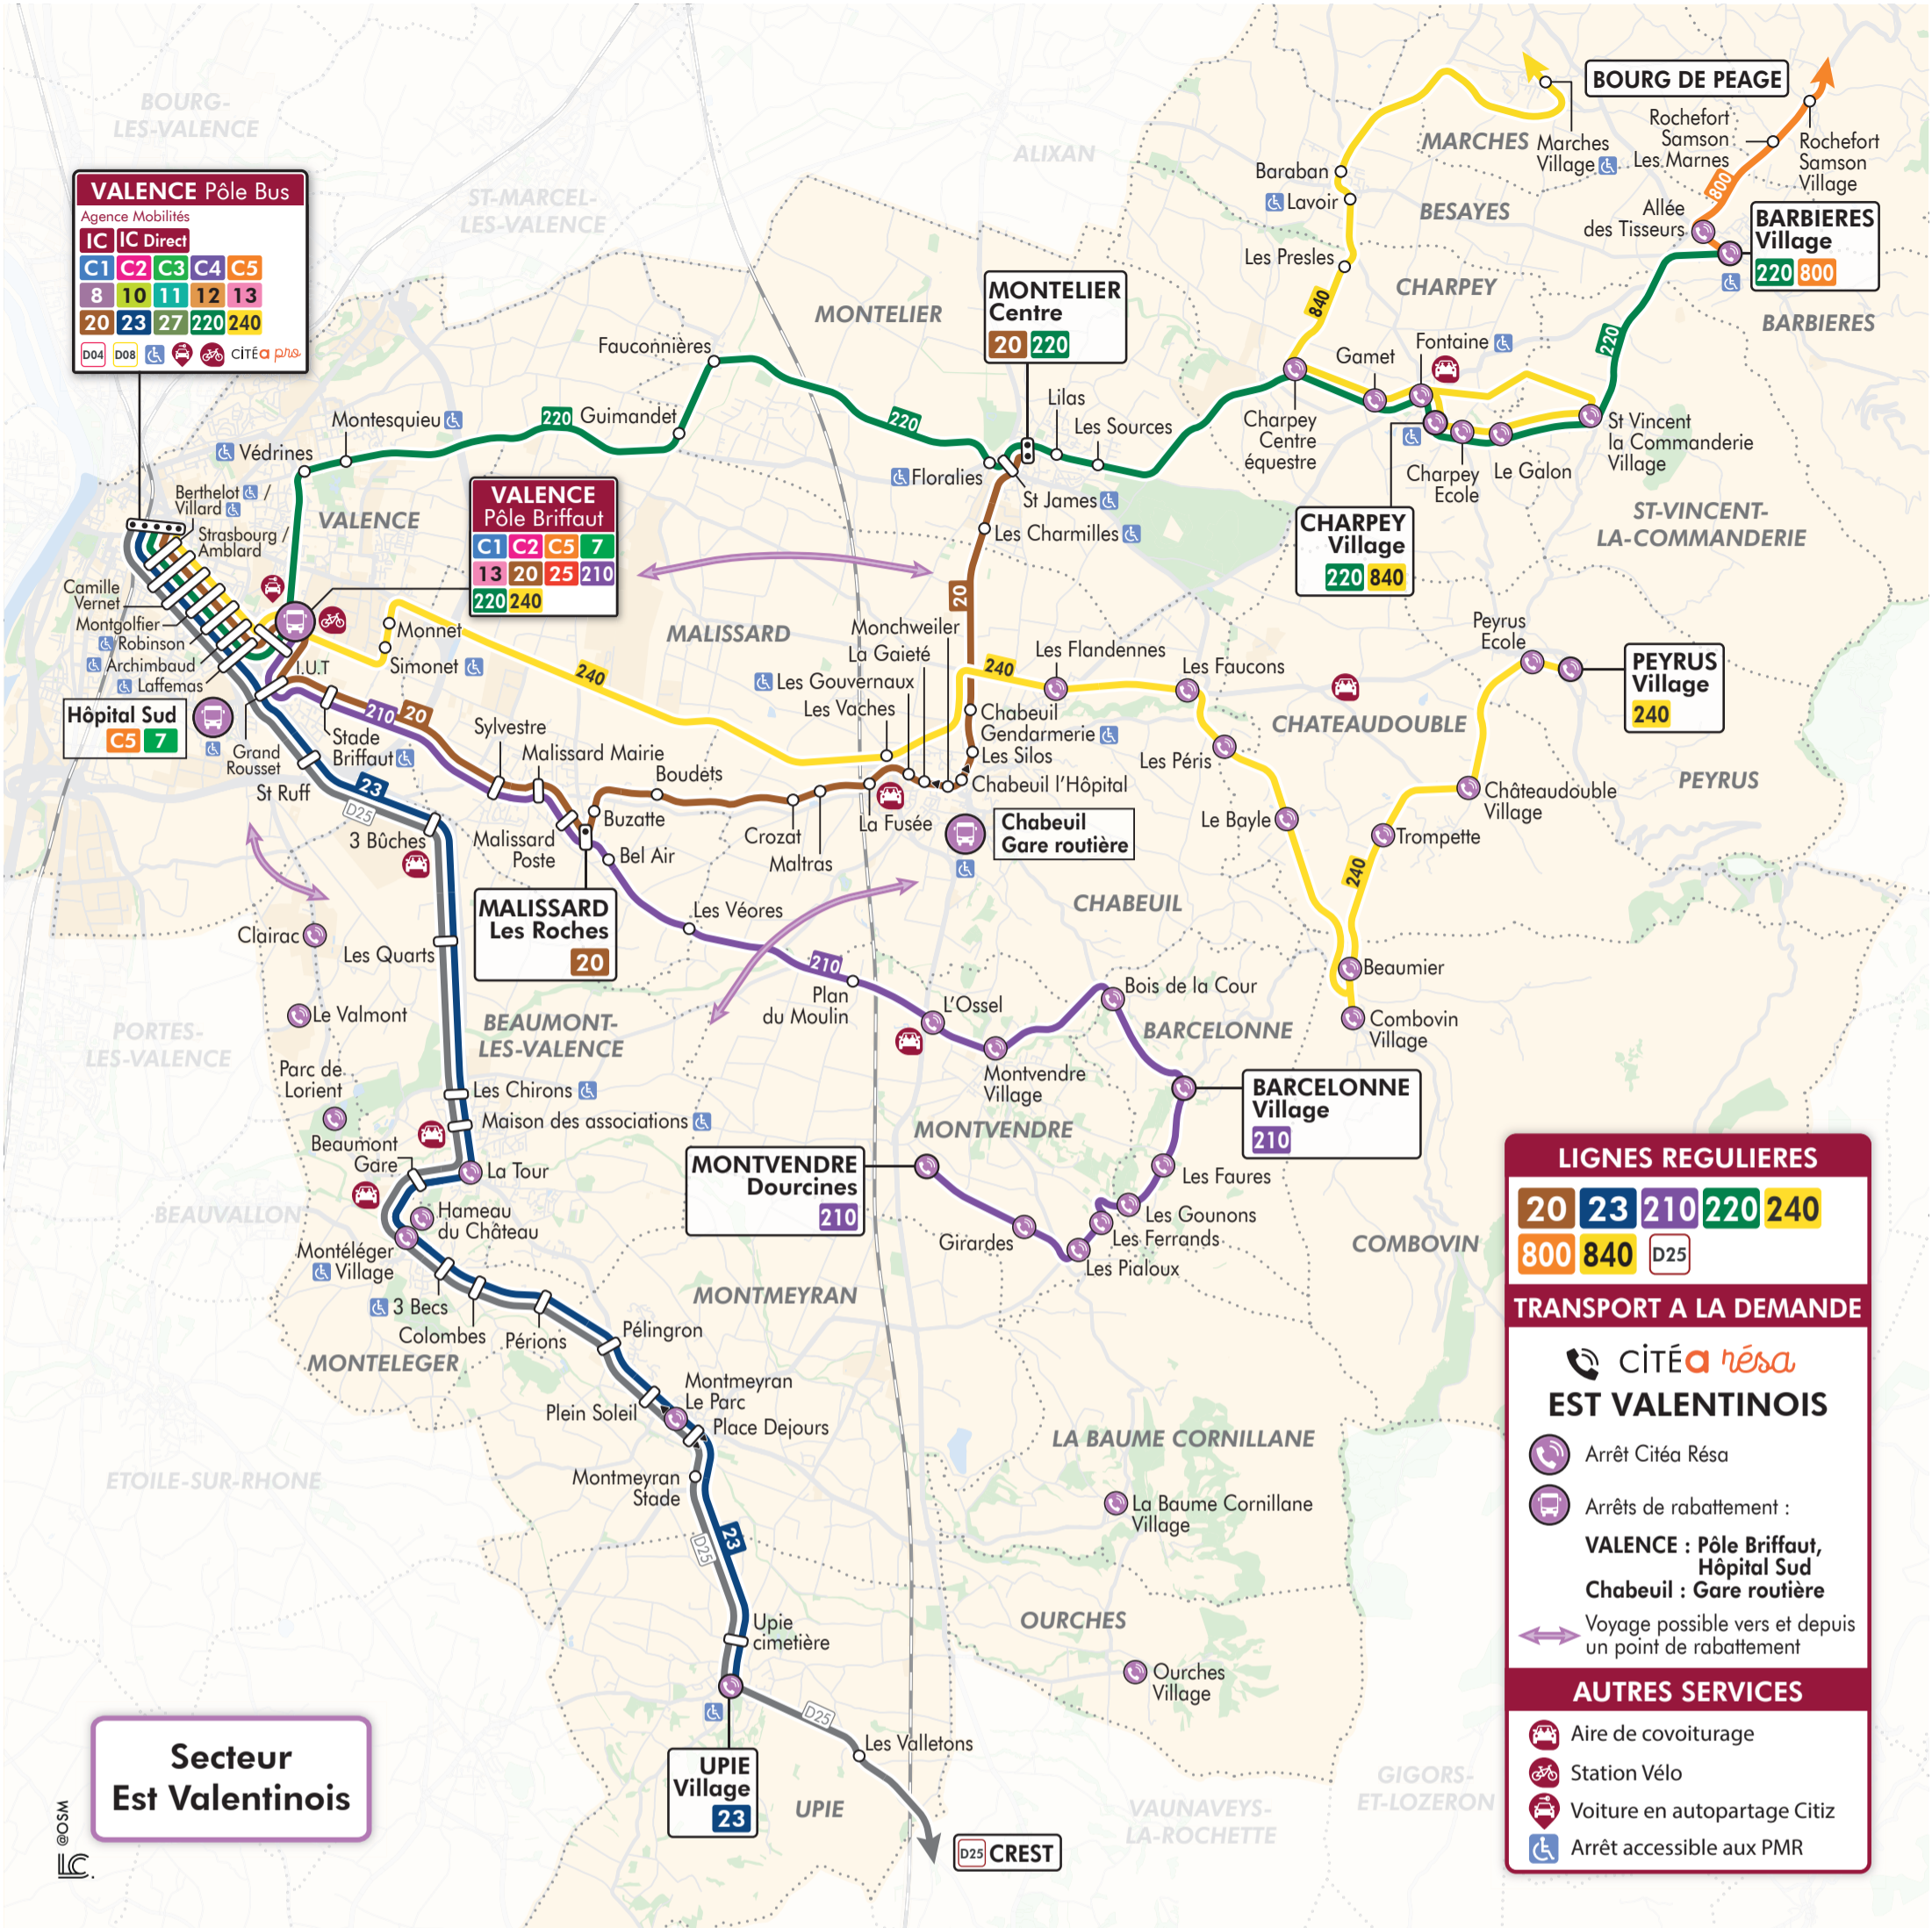 BOURG-
LES-VALENCE
ST-MARCEL-
LES-VALENCE
ALIXAN
BOURG DE PEAGE
MARCHES
Marches
Village
Rochefort
Samson
Les Marnes
Rochefort
Samson
Village
800
Baraban
Lavoir
BESAYES
Allée
des Tisseurs
BARBIERES
Village
220 800
Les Presles
CHARPEY
840
BARBIERES
VALENCE Pôle Bus
Agence Mobilités
IC IC Direct
C1 C2 C3 C4 C5
8 10 11 12 13
20 23 27 220 240
D04 D08 CITÉa pro
MONTELIER
MONTELIER
Centre
20 220
Fauconnières
Gamet
Fontaine
220
Montesquieu
220
Guimandet
220
Lilas
Les Sources
Charpey
Centre
équestre
St Vincent
la Commanderie
Village
Védrines
Floralies
St James
Charpey
Ecole
Le Galon
Berthelot /
Villard
VALENCE
Strasbourg /
Amblard
VALENCE
Pôle Briffaut
C1 C2 C5 7
13 20 25 210
220 240
Les Charmilles
CHARPEY
Village
220 840
ST-VINCENT-
LA-COMMANDERIE
Camille
Vernet
Montgolfier
Robinson
Archimbaud
Laffemas
I.U.T
Monnet
Simonet
20
MALISSARD
Monchweiler
La Gaieté
Les Gouvernaux
Les Vaches
240
240
Les Flandennes
Les Faucons
Peyrus
Ecole
PEYRUS
Village
240
Hôpital Sud
C5 7
Grand
Rousset
St Ruff
Stade
Briffaut
210
20
Sylvestre
Malissard Mairie
Boudets
Chabeuil
Gendarmerie
Les Silos
Chabeuil l'Hôpital
CHATEAUDOUBLE
Les Péris
PEYRUS
23
D25
3 Bûches
Malissard
Poste
Buzatte
Bel Air
Crozat
Maltras
La Fusée
Chabeuil
Gare routière
Le Bayle
Châteaudouble
Village
Trompette
240
MALISSARD
Les Roches
20
CHABEUIL
Clairac
Les Quarts
Les Véores
210
Plan
du Moulin
L'Ossel
Bois de la Cour
Beaumier
Combovin
Village
Le Valmont
PORTES-
LES-VALENCE
BEAUMONT-
LES-VALENCE
BARCELONNE
Montvendre
Village
Parc de
Lorient
Les Chirons
Maison des associations
BARCELONNE
Village
210
MONTVENDRE
Beaumont
Gare
La Tour
MONTVENDRE
Dourcines
210
Les Faures
Les Gounons
Les Ferrands
Les Pialoux
Girardes
BEAUVALLON
Hameau
du Château
Montéléger
Village
COMBOVIN
3 Becs
Colombes
Périons
Pélingron
MONTMEYRAN
MONTELEGER
Montmeyran
Le Parc
Plein Soleil
Place Dejours
LA BAUME CORNILLANE
ETOILE-SUR-RHONE
Montmeyran
Stade
La Baume Cornillane
Village
23
D25
OURCHES
Upie
cimetière
Ourches
Village
D25
Les Valletons
UPIE
Village
23
UPIE
D25 CREST
VAUNAVEYS-
LA-ROCHETTE
GIGORS-
ET-LOZERON
Secteur
Est Valentinois
@OSM
LIGNES REGULIERES
20 23 210 220 240
800 840 D25
TRANSPORT A LA DEMANDE
CITÉa résa
EST VALENTINOIS
Arrêt Citéa Résa
Arrêts de rabattement :
VALENCE : Pôle Briffaut,
Hôpital Sud
Chabeuil : Gare routière
Voyage possible vers et depuis
un point de rabattement
AUTRES SERVICES
Aire de covoiturage
Station Vélo
Voiture en autopartage Citiz
Arrêt accessible aux PMR